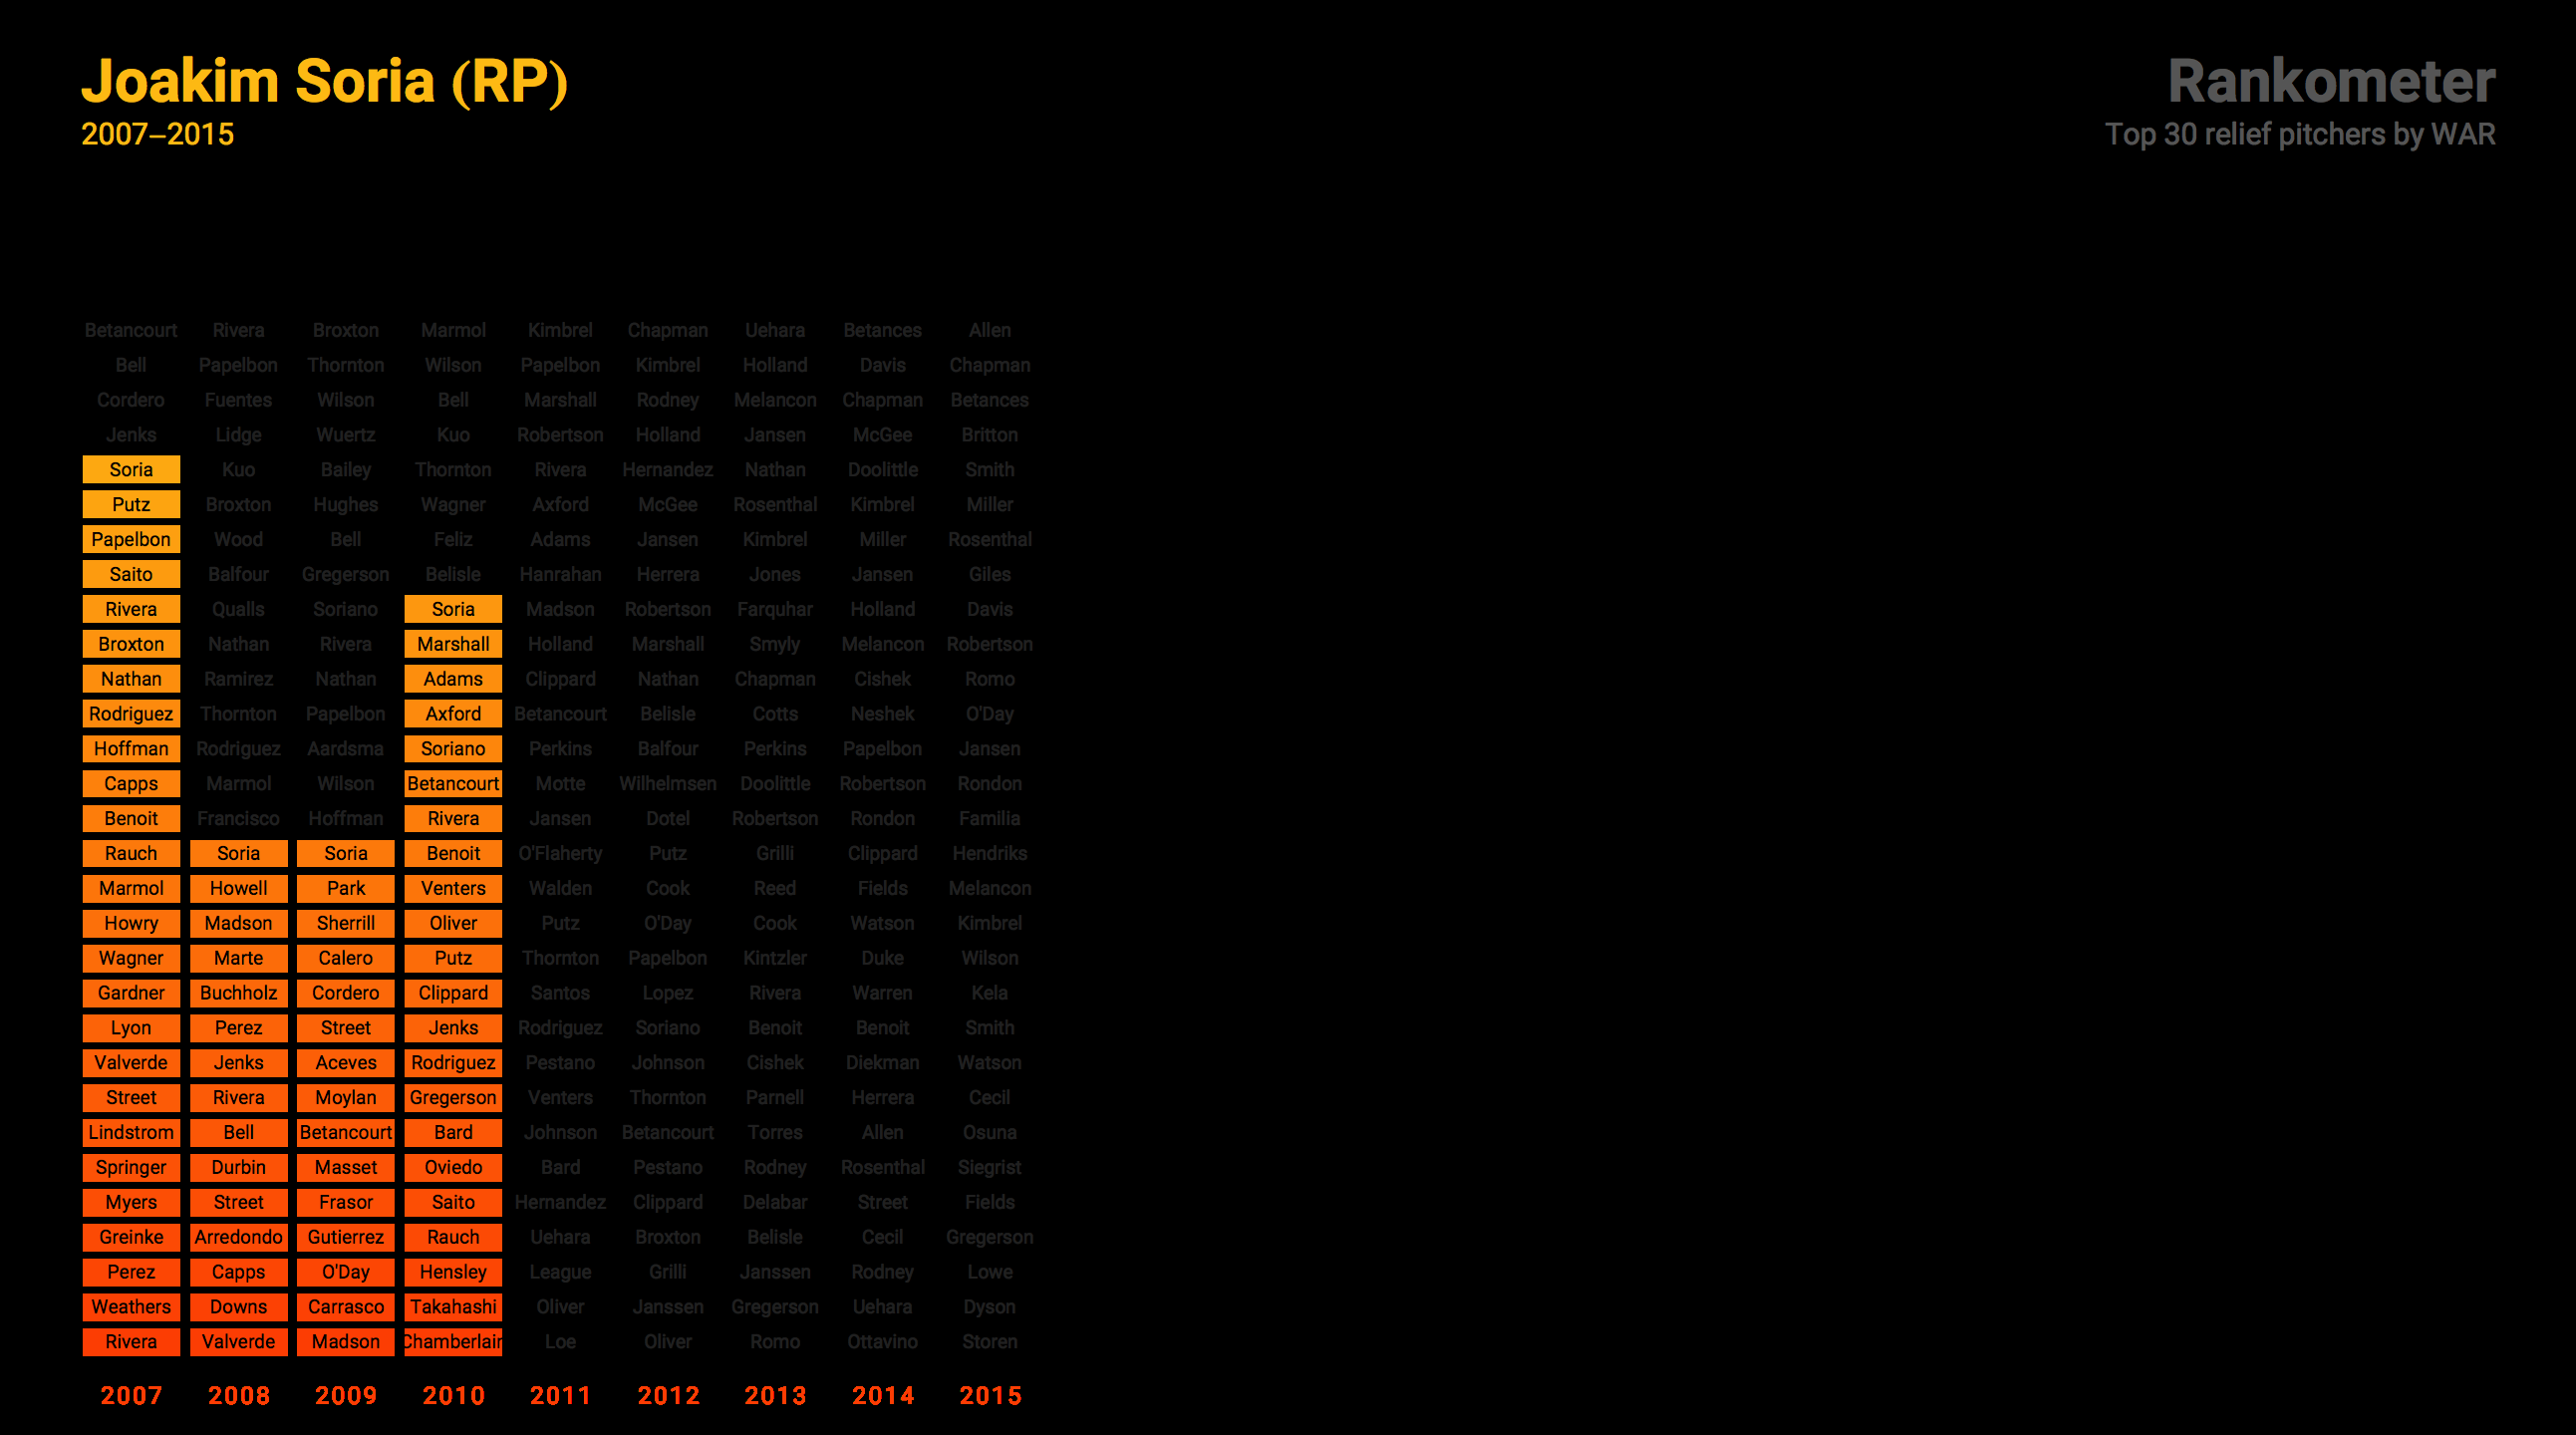 Joakim Soria (RP)
2007–2015
Rankometer
Top 30 relief pitchers by WAR
Betancourt Rivera Broxton Marmol Kimbrel Chapman Uehara Betances Allen
Bell Papelbon Thornton Wilson Papelbon Kimbrel Holland Davis Chapman
Cordero Fuentes Wilson Bell Marshall Rodney Melancon Chapman Betances
Jenks Lidge Wuertz Kuo Robertson Holland Jansen McGee Britton
Soria Kuo Bailey Thornton Rivera Hernandez Nathan Doolittle Smith
Putz Broxton Hughes Wagner Axford McGee Rosenthal Kimbrel Miller
Papelbon Wood Bell Feliz Adams Jansen Kimbrel Miller Rosenthal
Saito Balfour Gregerson Belisle Hanrahan Herrera Jones Jansen Giles
Rivera Qualls Soriano Soria Madson Robertson Farquhar Holland Davis
Broxton Nathan Rivera Marshall Holland Marshall Smyly Melancon Robertson
Nathan Ramirez Nathan Adams Clippard Nathan Chapman Cishek Romo
Rodriguez Thornton Papelbon Axford Betancourt Belisle Cotts Neshek O'Day
Hoffman Rodriguez Aardsma Soriano Perkins Balfour Perkins Papelbon Jansen
Capps Marmol Wilson Betancourt Motte Wilhelmsen Doolittle Robertson Rondon
Benoit Francisco Hoffman Rivera Jansen Dotel Robertson Rondon Familia
Rauch Soria Soria Benoit O'Flaherty Putz Grilli Clippard Hendriks
Marmol Howell Park Venters Walden Cook Reed Fields Melancon
Howry Madson Sherrill Oliver Putz O'Day Cook Watson Kimbrel
Wagner Marte Calero Putz Thornton Papelbon Kintzler Duke Wilson
Gardner Buchholz Cordero Clippard Santos Lopez Rivera Warren Kela
Lyon Perez Street Jenks Rodriguez Soriano Benoit Benoit Smith
Valverde Jenks Aceves Rodriguez Pestano Johnson Cishek Diekman Watson
Street Rivera Moylan Gregerson Venters Thornton Parnell Herrera Cecil
Lindstrom Bell Betancourt Bard Johnson Betancourt Torres Allen Osuna
Springer Durbin Masset Oviedo Bard Pestano Rodney Rosenthal Siegrist
Myers Street Frasor Saito Hernandez Clippard Delabar Street Fields
Greinke Arredondo Gutierrez Rauch Uehara Broxton Belisle Cecil Gregerson
Perez Capps O'Day Hensley League Grilli Janssen Rodney Lowe
Weathers Downs Carrasco Takahashi Oliver Janssen Gregerson Uehara Dyson
Rivera Valverde Madson Chamberlain Loe Oliver Romo Ottavino Storen
2007 2008 2009 2010 2011 2012 2013 2014 2015